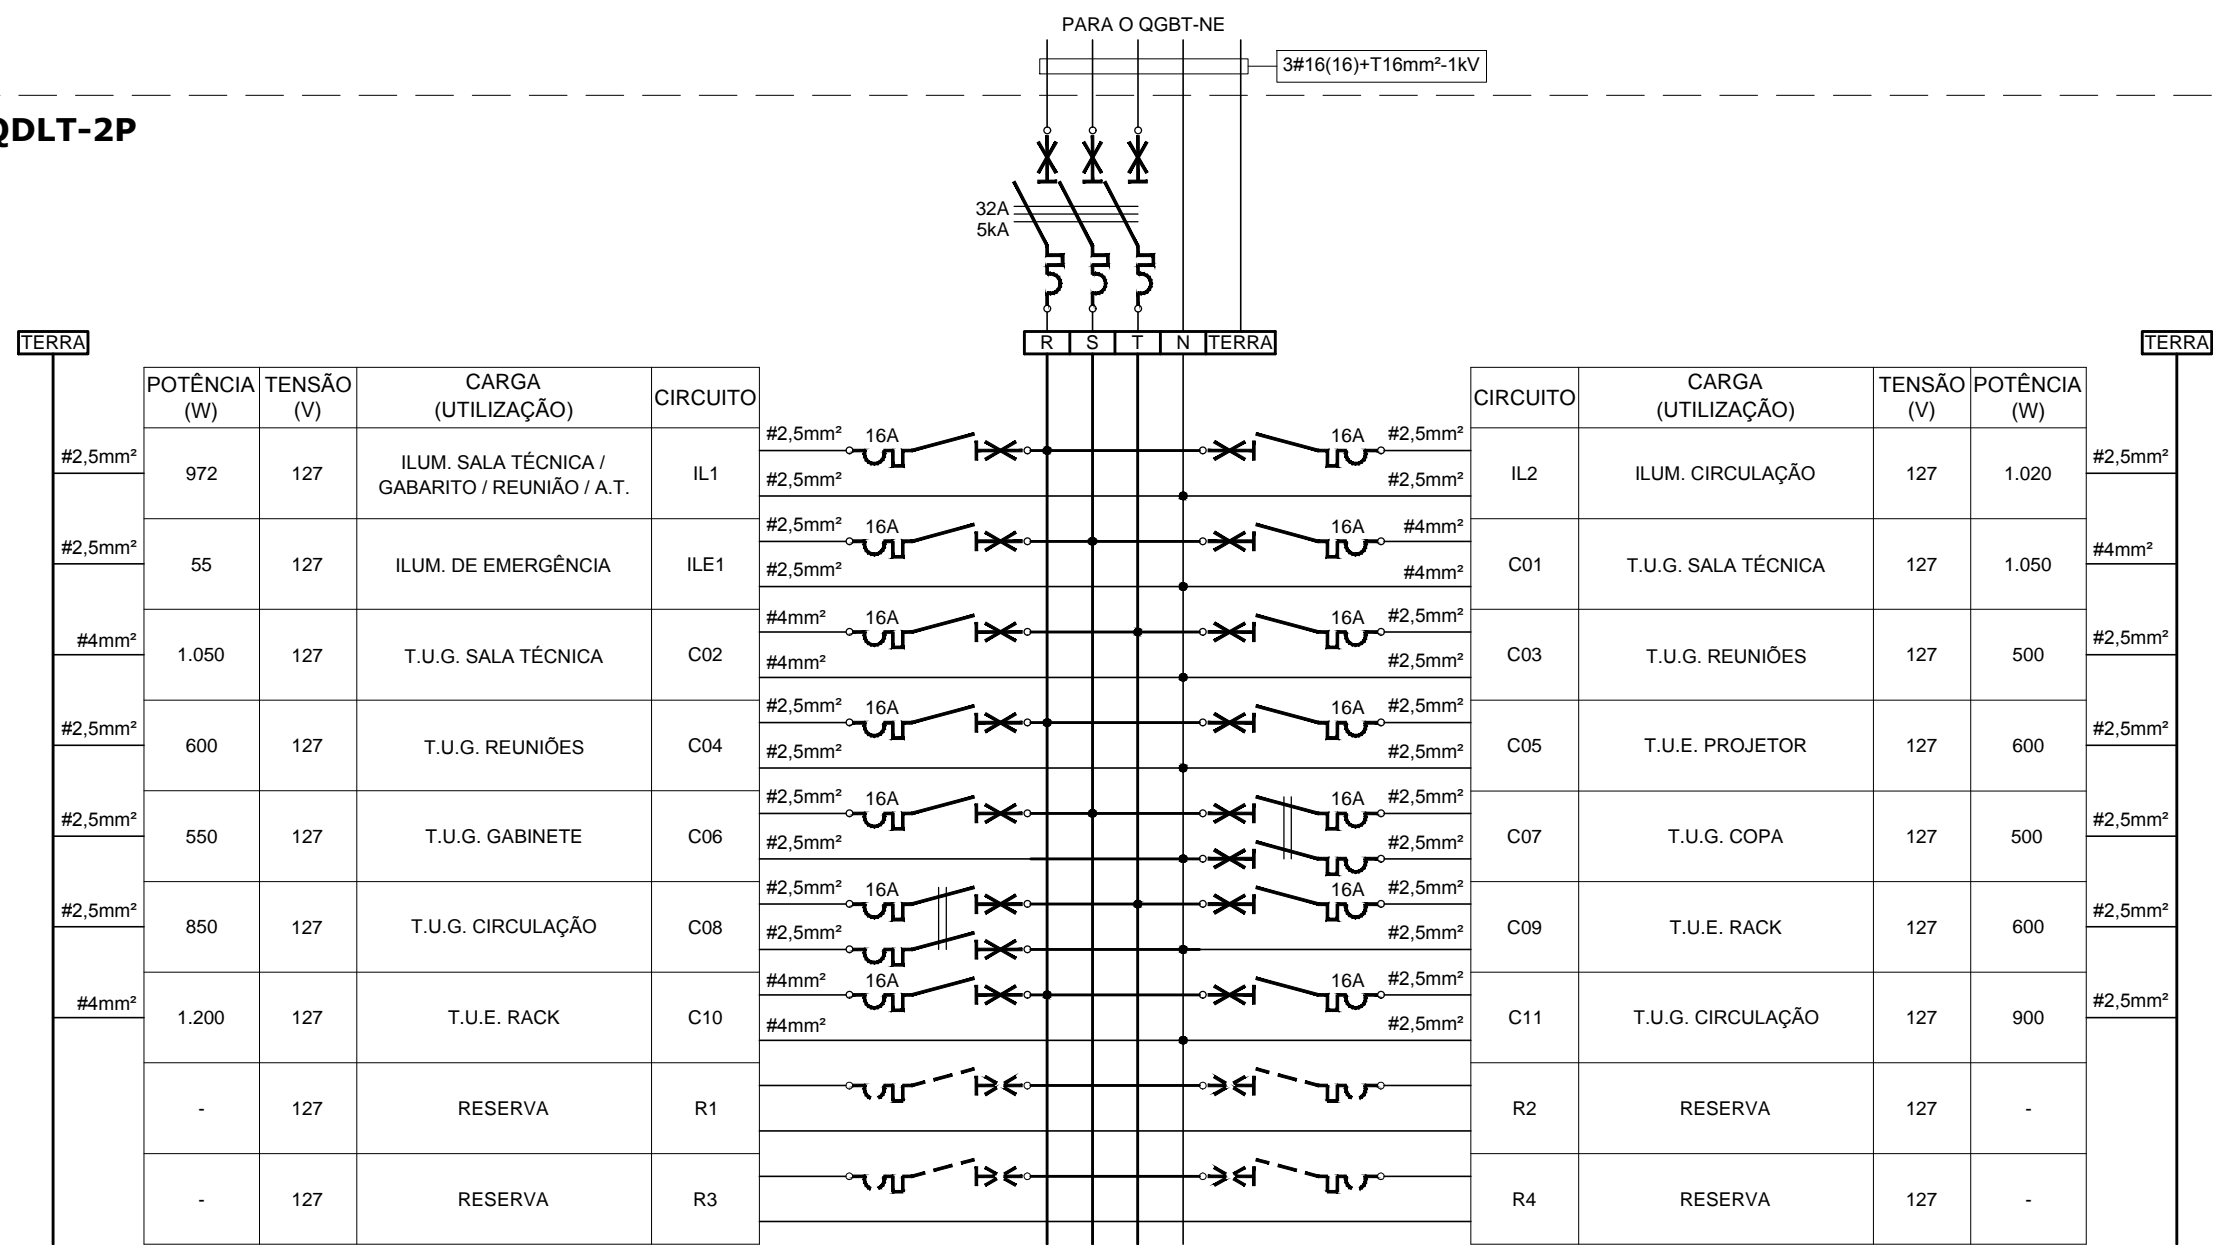 PARA O QGBT-NE
3#16(16)+T16mm²-1kV
QDLT-2P
32A
5kA
TERRA
R S T N TERRA
TERRA
POTÊNCIA (W) TENSÃO (V) CARGA (UTILIZAÇÃO) CIRCUITO
CIRCUITO CARGA (UTILIZAÇÃO) TENSÃO (V) POTÊNCIA (W)
#2,5mm² 972 127 ILUM. SALA TÉCNICA / GABARITO / REUNIÃO / A.T. IL1 #2,5mm² 16A #2,5mm²
16A #2,5mm² #2,5mm² IL2 ILUM. CIRCULAÇÃO 127 1.020 #2,5mm²
#2,5mm² 55 127 ILUM. DE EMERGÊNCIA ILE1 #2,5mm² 16A #2,5mm²
16A #4mm² #4mm² C01 T.U.G. SALA TÉCNICA 127 1.050 #4mm²
#4mm² 1.050 127 T.U.G. SALA TÉCNICA C02 #4mm² 16A #4mm²
16A #2,5mm² #2,5mm² C03 T.U.G. REUNIÕES 127 500 #2,5mm²
#2,5mm² 600 127 T.U.G. REUNIÕES C04 #2,5mm² 16A #2,5mm²
16A #2,5mm² #2,5mm² C05 T.U.E. PROJETOR 127 600 #2,5mm²
#2,5mm² 550 127 T.U.G. GABINETE C06 #2,5mm² 16A #2,5mm²
16A #2,5mm² #2,5mm² C07 T.U.G. COPA 127 500 #2,5mm²
#2,5mm² 850 127 T.U.G. CIRCULAÇÃO C08 #2,5mm² 16A #2,5mm²
16A #2,5mm² #2,5mm² C09 T.U.E. RACK 127 600 #2,5mm²
#4mm² 1.200 127 T.U.E. RACK C10 #4mm² 16A #4mm²
16A #2,5mm² #2,5mm² C11 T.U.G. CIRCULAÇÃO 127 900 #2,5mm²
- 127 RESERVA R1
R2 RESERVA 127 -
- 127 RESERVA R3
R4 RESERVA 127 -